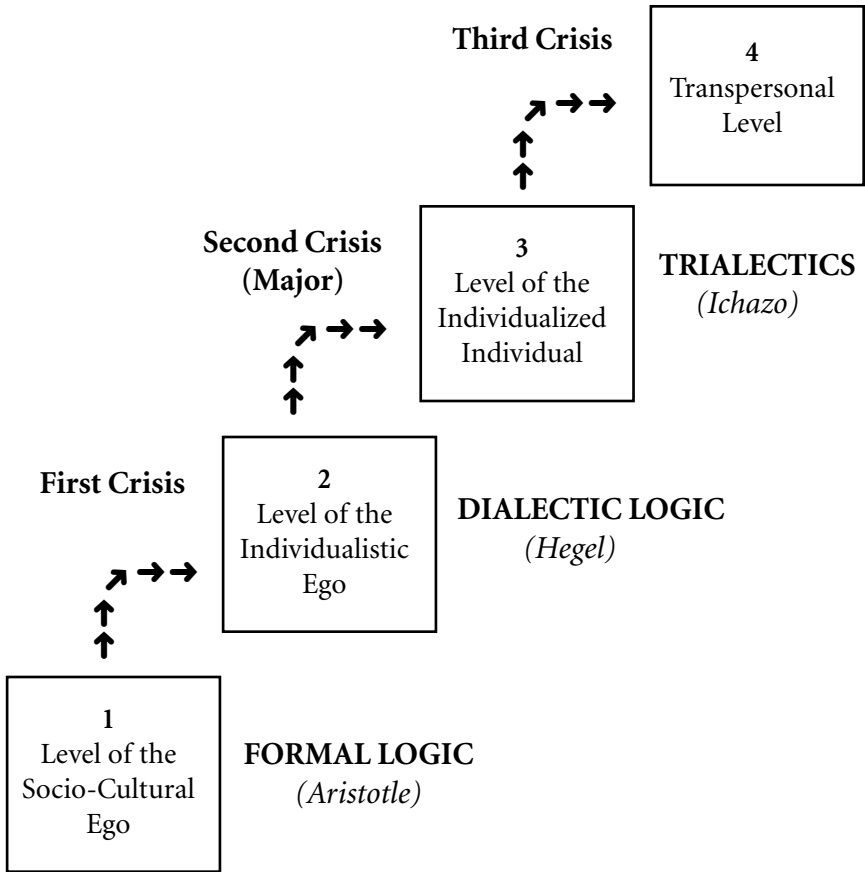 Third Crisis
4
Transpersonal
Level
Second Crisis
(Major)
3
Level of the
Individualized
Individual
TRIALECTICS
(Ichazo)
First Crisis
2
Level of the
Individualistic
Ego
DIALECTIC LOGIC
(Hegel)
1
Level of the
Socio-Cultural
Ego
FORMAL LOGIC
(Aristotle)